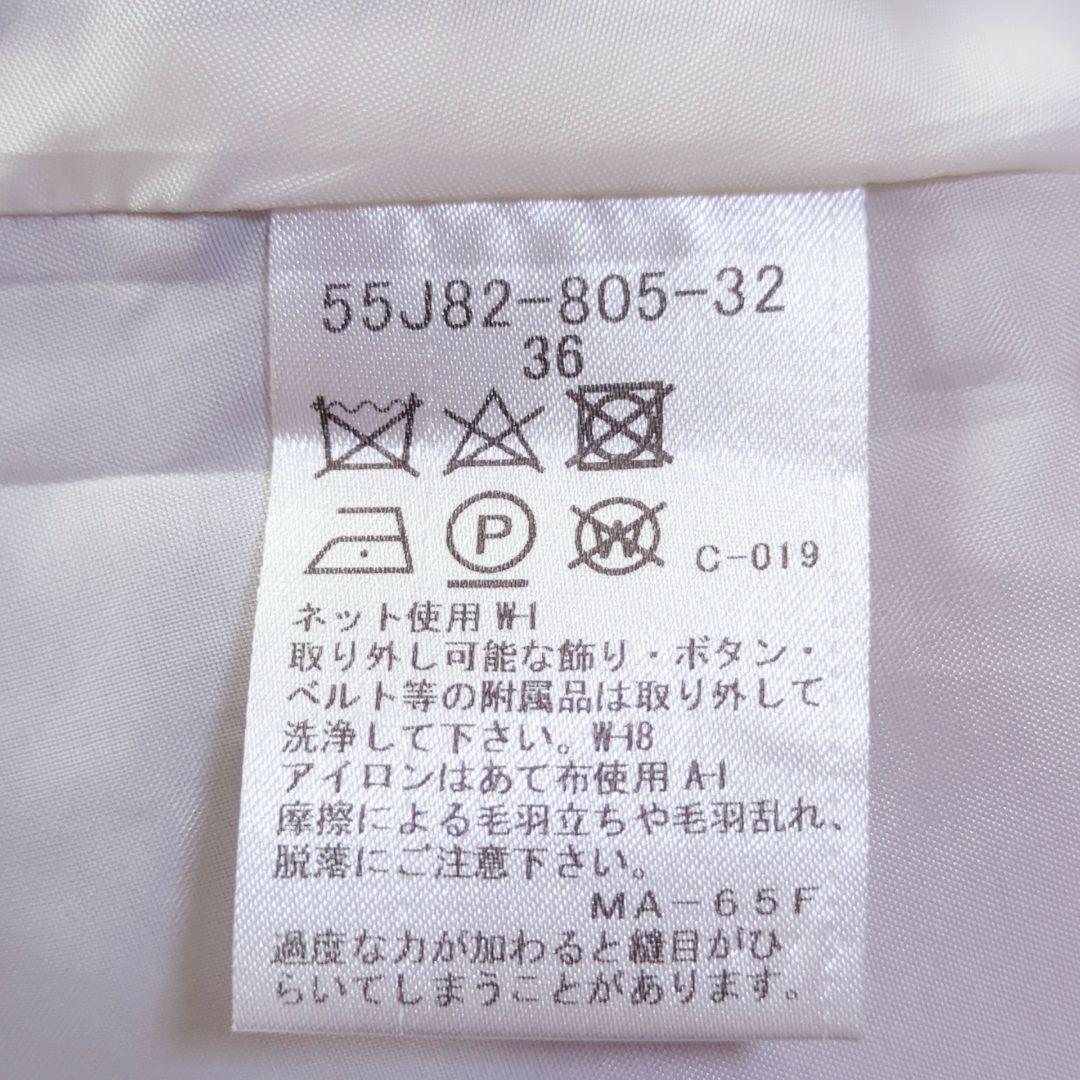 55J82-805-32
36
P
W
C-019
ネット使用 W-1
取り外し可能な飾り・ボタン・
ベルト等の附属品は取り外して
洗浄して下さい。W-18
アイロンはあて布使用 A-1
摩擦による毛羽立ちや毛羽乱れ、
脱落にご注意下さい。
MA-65F
過度な力が加わると縫目がひ
らいてしまうことがあります。